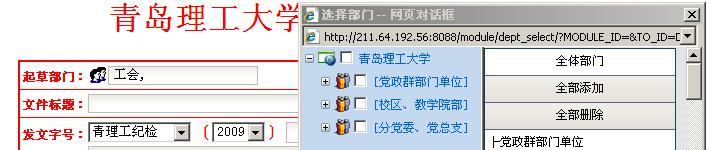 青岛理工大学
起草部门： 工会，
文件标题：
发文字号： 青理工纪检 〔 2009 〕
选择部门 -- 网页对话框
http://211.64.192.56:8088/module/dept_select/?MODULE_ID=&TO_ID=D
青岛理工大学
[党政群部门单位]
[校区、教学院部]
[分党委、党总支]
全体部门
全部添加
全部删除
├党政群部门单位